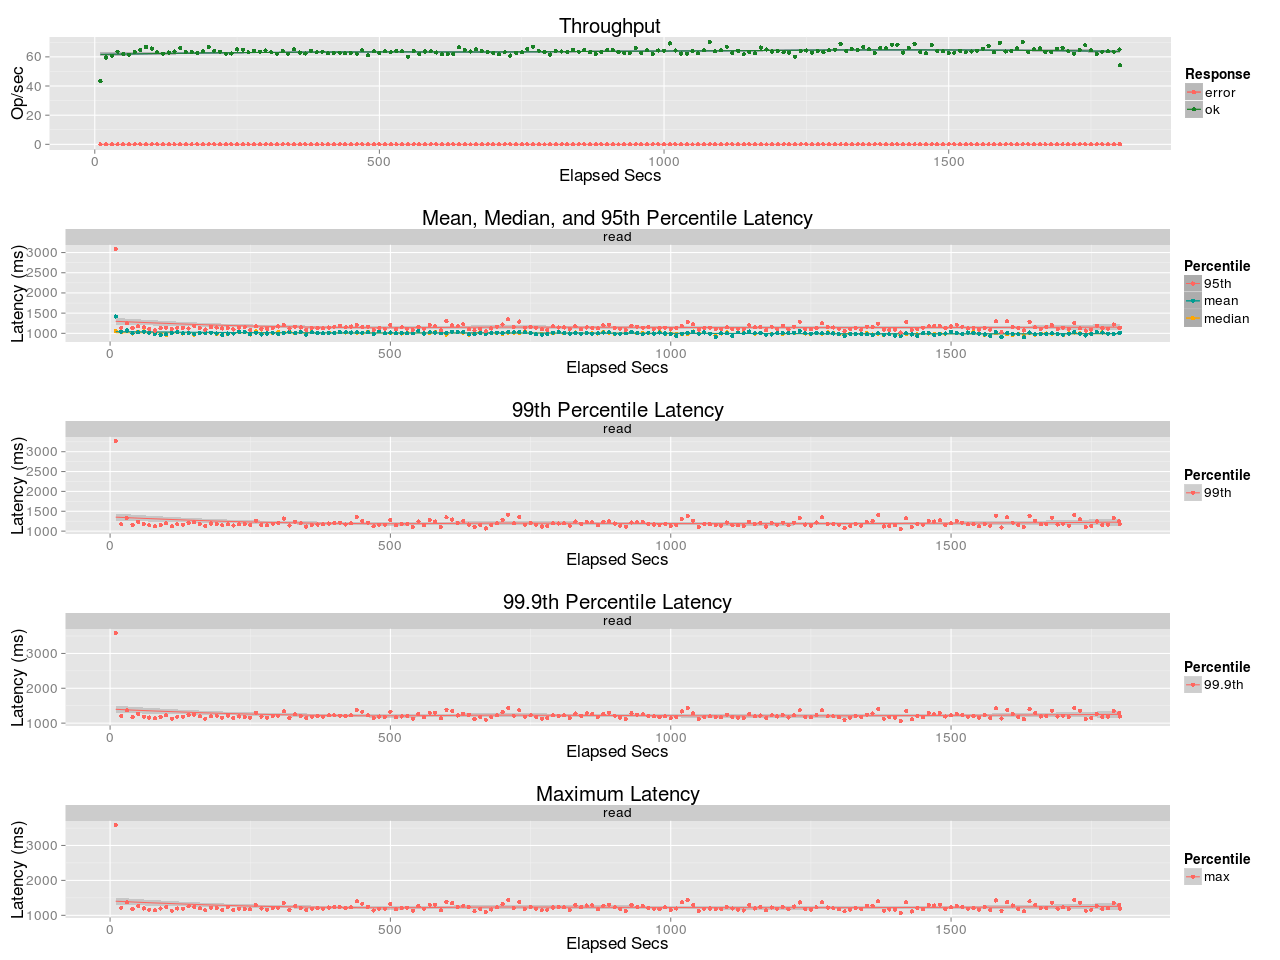 Throughput
Op/sec
60
40
20
0
0 500 1000 1500
Elapsed Secs
Response
error
ok
Mean, Median, and 95th Percentile Latency
read
Latency (ms)
3000
2500
2000
1500
1000
0 500 1000 1500
Elapsed Secs
Percentile
95th
mean
median
99th Percentile Latency
read
Latency (ms)
3000
2500
2000
1500
1000
0 500 1000 1500
Elapsed Secs
Percentile
99th
99.9th Percentile Latency
read
Latency (ms)
3000
2000
1000
0 500 1000 1500
Elapsed Secs
Percentile
99.9th
Maximum Latency
read
Latency (ms)
3000
2000
1000
0 500 1000 1500
Elapsed Secs
Percentile
max